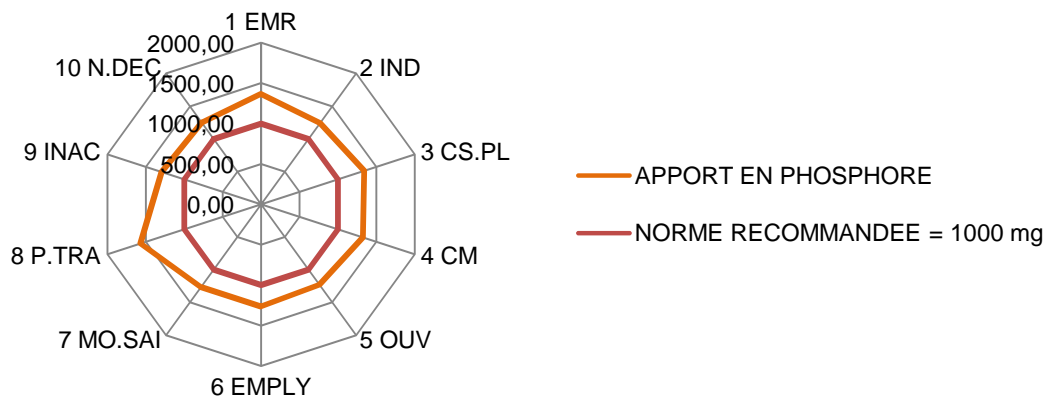 1 EMR
2000,00
10 N.DEC
2 IND
1500,00
1000,00
9 INAC
3 CS.PL
500,00
0,00
8 P.TRA
4 CM
7 MO.SAI
5 OUV
6 EMPLY
APPORT EN PHOSPHORE
NORME RECOMMANDEE = 1000 mg